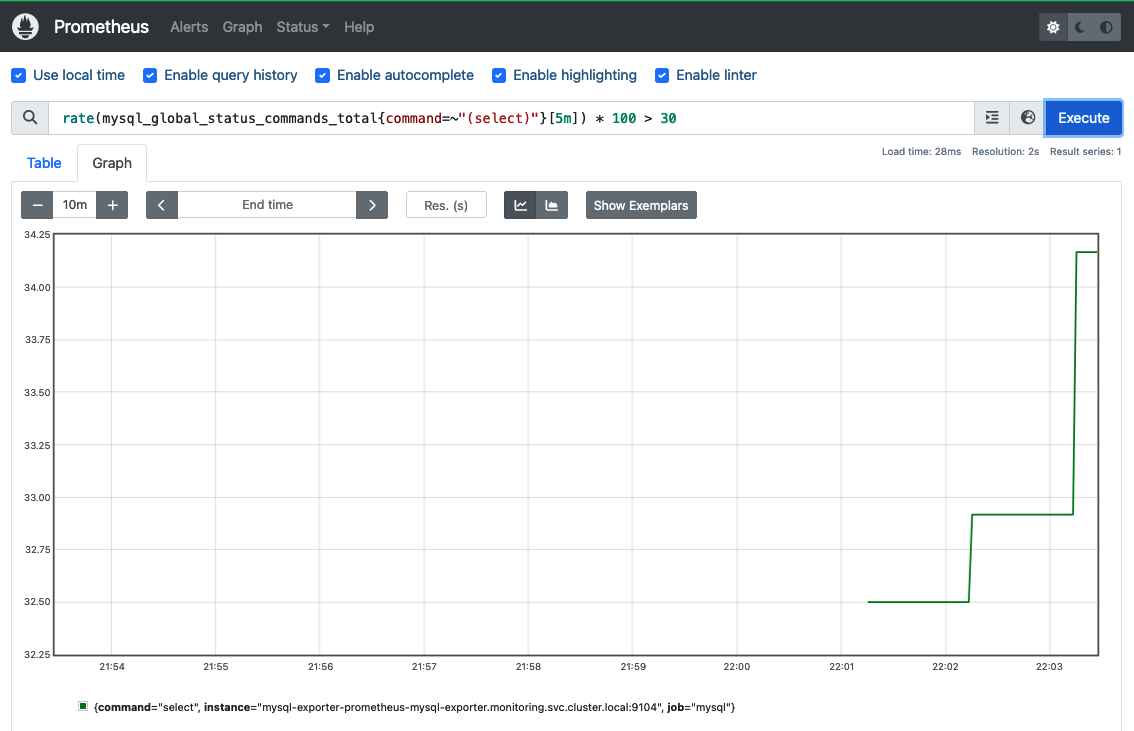 Prometheus Alerts Graph Status Help
Use local time Enable query history Enable autocomplete Enable highlighting Enable linter
rate(mysql_global_status_commands_total{command=~"(select)"}[5m]) * 100 > 30 Execute
Load time: 28ms Resolution: 2s Result series: 1
Table Graph
− 10m + End time Res. (s) Show Exemplars
34.25
34.00
33.75
33.50
33.25
33.00
32.75
32.50
32.25
21:54 21:55 21:56 21:57 21:58 21:59 22:00 22:01 22:02 22:03
{command="select", instance="mysql-exporter-prometheus-mysql-exporter.monitoring.svc.cluster.local:9104", job="mysql"}